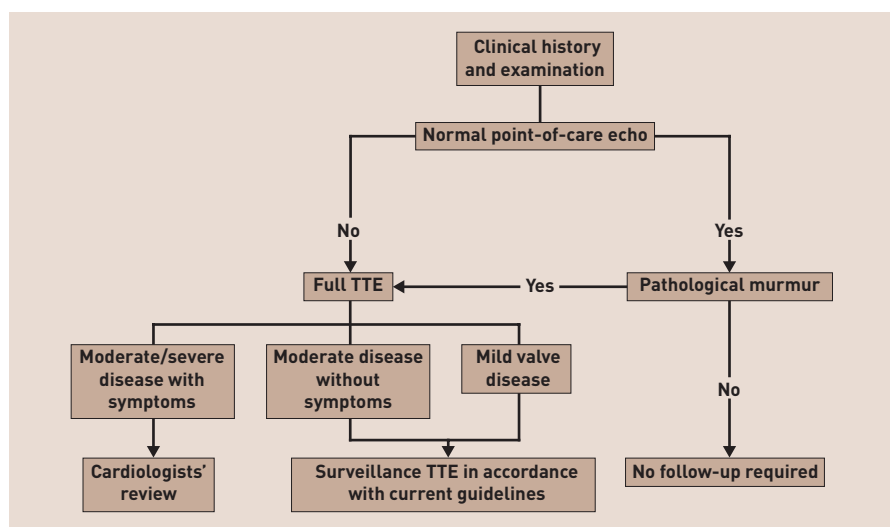 Clinical history
and examination
Normal point-of-care echo
No
Yes
Full TTE
Yes
Pathological murmur
Moderate/severe
disease with
symptoms
Moderate disease
without
symptoms
Mild valve
disease
No
Cardiologists’
review
Surveillance TTE in accordance
with current guidelines
No follow-up required